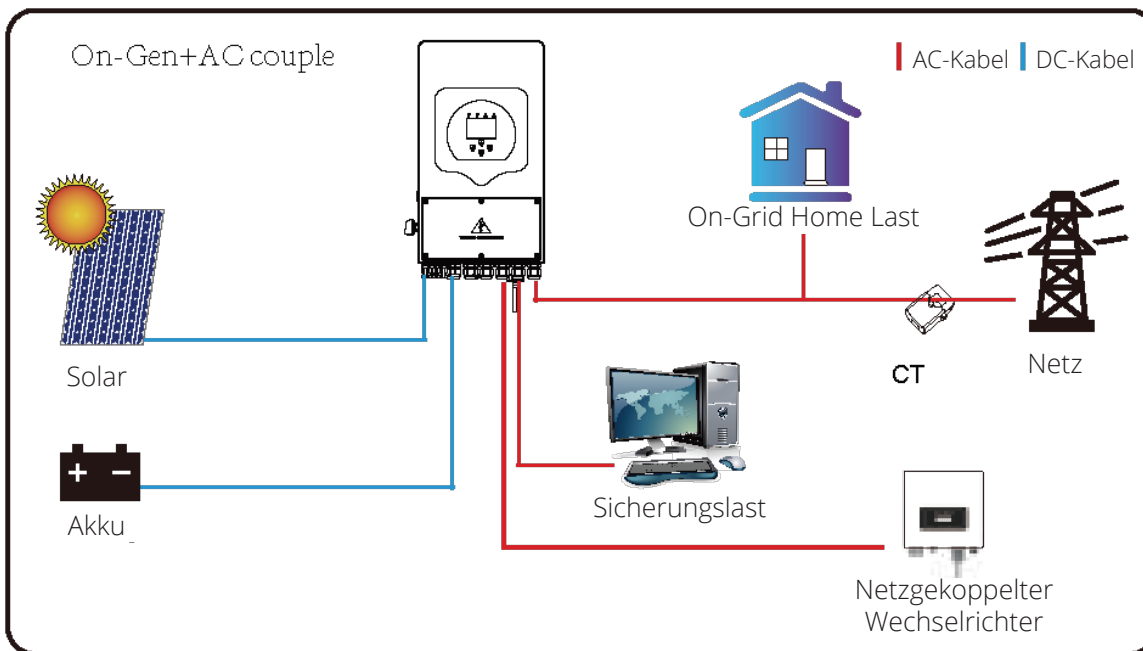 On-Gen+AC couple
AC-Kabel
DC-Kabel
On-Grid Home Last
Solar
CT
Netz
Akku
Sicherungslast
Netzgekoppelter
Wechselrichter